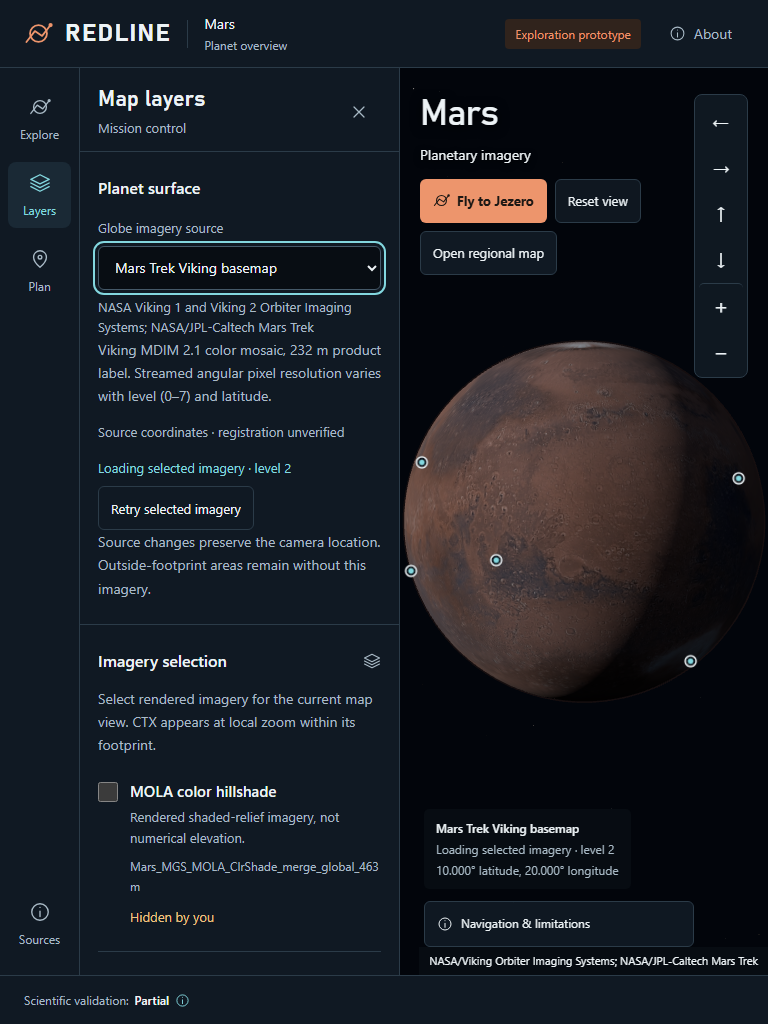 REDLINE
Mars
Planet overview
Exploration prototype
About
Explore
Layers
Plan
Sources
Map layers
Mission control
Planet surface
Globe imagery source
Mars Trek Viking basemap
NASA Viking 1 and Viking 2 Orbiter Imaging
Systems; NASA/JPL-Caltech Mars Trek
Viking MDIM 2.1 color mosaic, 232 m product
label. Streamed angular pixel resolution varies
with level (0–7) and latitude.
Source coordinates · registration unverified
Loading selected imagery · level 2
Retry selected imagery
Source changes preserve the camera location.
Outside-footprint areas remain without this
imagery.
Imagery selection
Select rendered imagery for the current map
view. CTX appears at local zoom within its
footprint.
MOLA color hillshade
Rendered shaded-relief imagery, not
numerical elevation.
Mars_MGS_MOLA_ClrShade_merge_global_463
m
Hidden by you
Mars
Planetary imagery
Fly to Jezero
Reset view
Open regional map
←
→
↑
↓
+
−
Mars Trek Viking basemap
Loading selected imagery · level 2
10.000° latitude, 20.000° longitude
Navigation & limitations
NASA/Viking Orbiter Imaging Systems; NASA/JPL-Caltech Mars Trek
Scientific validation: Partial